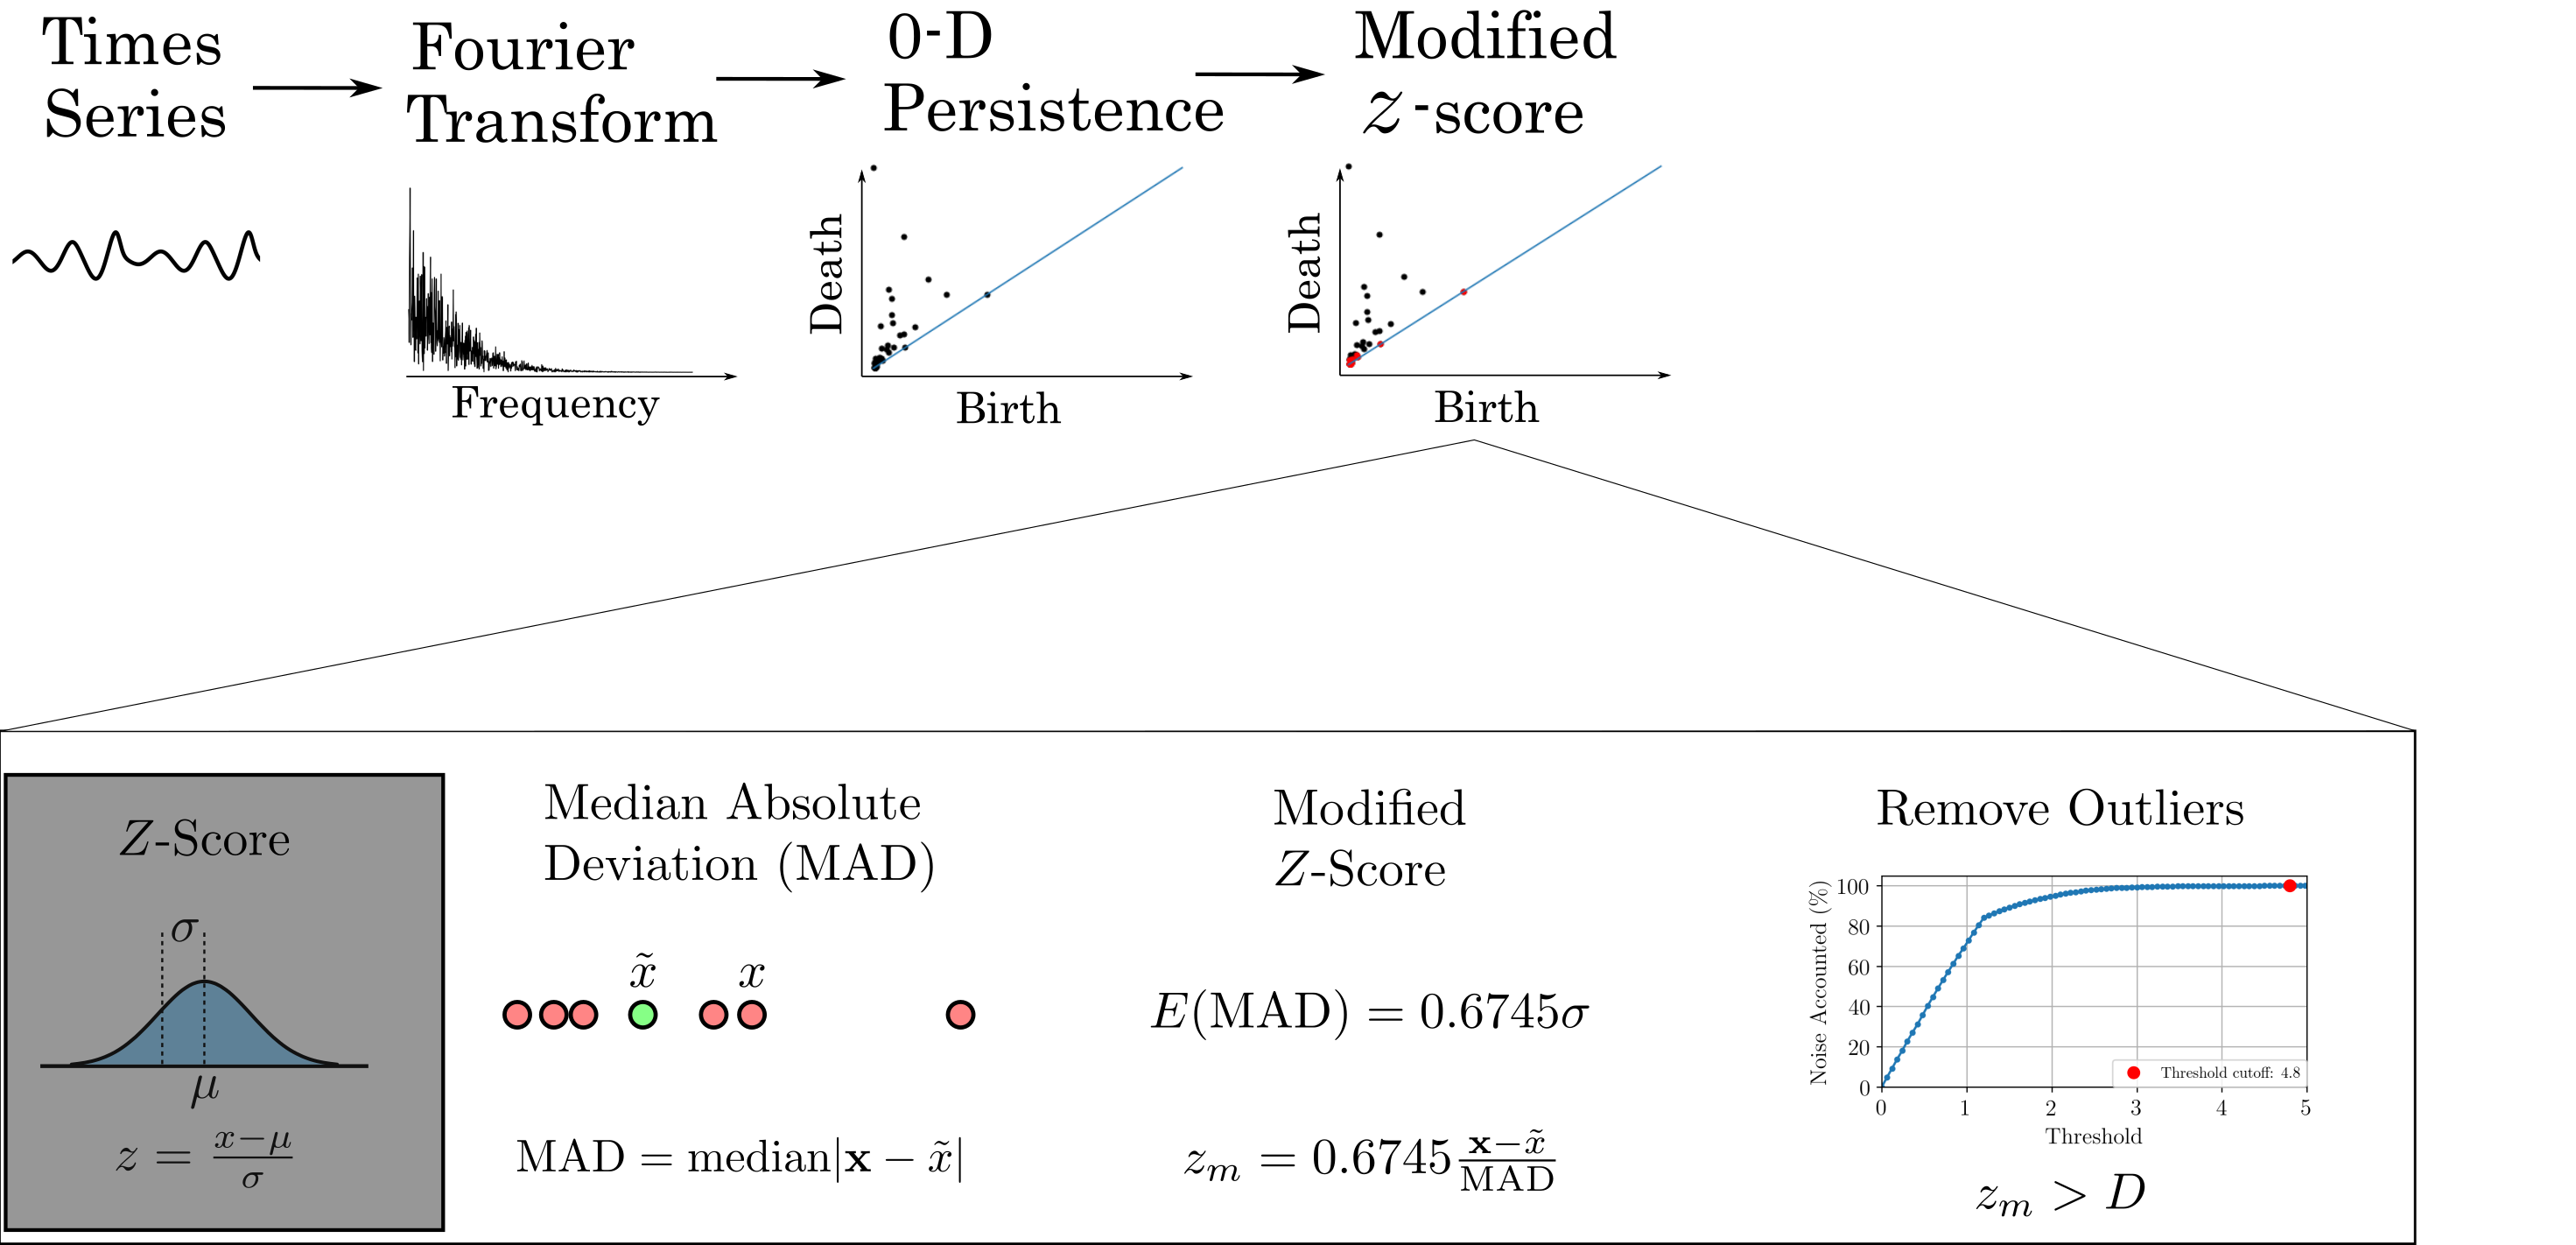 Times
Series
Fourier
Transform
0-D
Persistence
Modified
z-score
Frequency
Death
Birth
Death
Birth
Z-Score
σ
μ
z = x−μ/σ
Median Absolute
Deviation (MAD)
x̃
x
MAD = median|𝐱 − x̃|
Modified
Z-Score
E(MAD) = 0.6745σ
z_m = 0.6745 𝐱−x̃/MAD
Remove Outliers
Noise Accounted (%)
100
80
60
40
20
0
Threshold cutoff: 4.8
0 1 2 3 4 5
Threshold
z_m > D